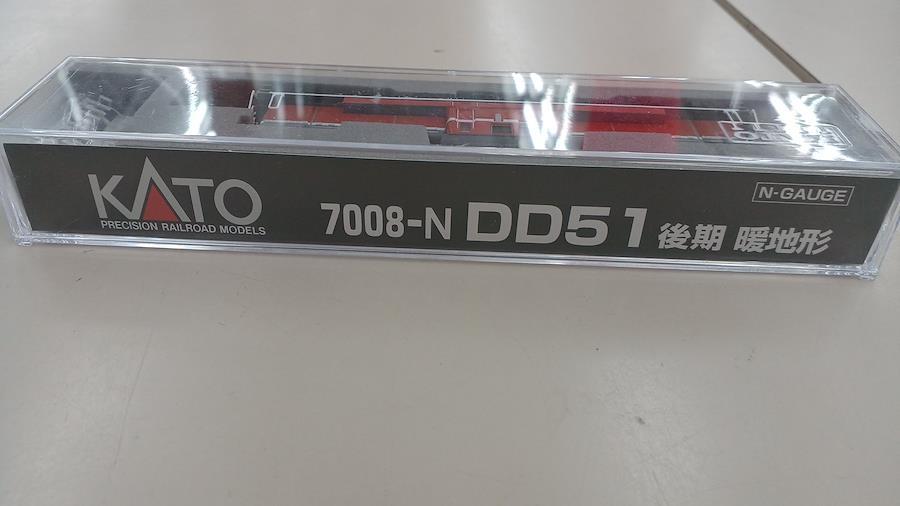 KATO
PRECISION RAILROAD MODELS
7008-N DD51 後期 暖地形
N-GAUGE